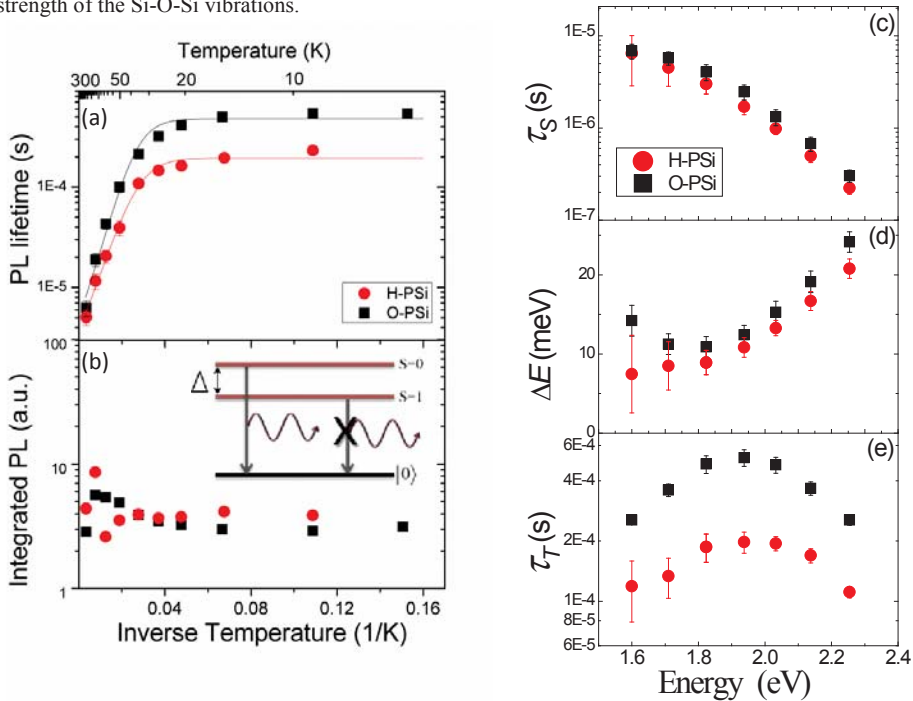 strength of the Si-O-Si vibrations.
Temperature (K)
300 50 20 10
(a)
PL lifetime (s)
1E-4
1E-5
H-PSi
O-PSi
(b)
Integrated PL (a.u.)
100
10
1
Δ
S=0
S=1
X
|0⟩
0.04 0.08 0.12 0.16
Inverse Temperature (1/K)
(c)
τS(s)
1E-5
1E-6
1E-7
H-PSi
O-PSi
(d)
ΔE(meV)
20
10
0
(e)
τT(s)
6E-4
4E-4
2E-4
1E-4
8E-5
6E-5
1.6 1.8 2.0 2.2 2.4
Energy (eV)